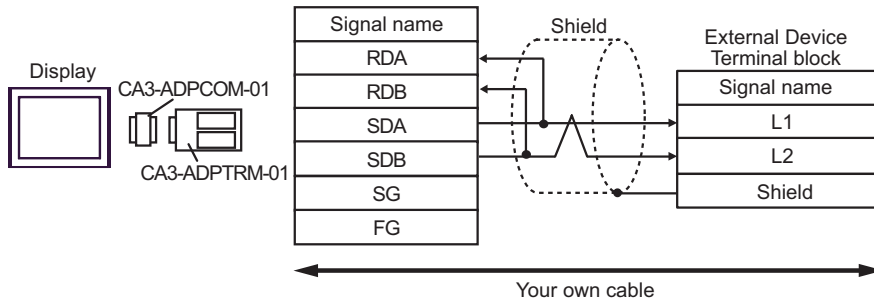 Display
CA3-ADPCOM-01
CA3-ADPTRM-01
Signal name
RDA
RDB
SDA
SDB
SG
FG
Shield
External Device
Terminal block
Signal name
L1
L2
Shield
Your own cable